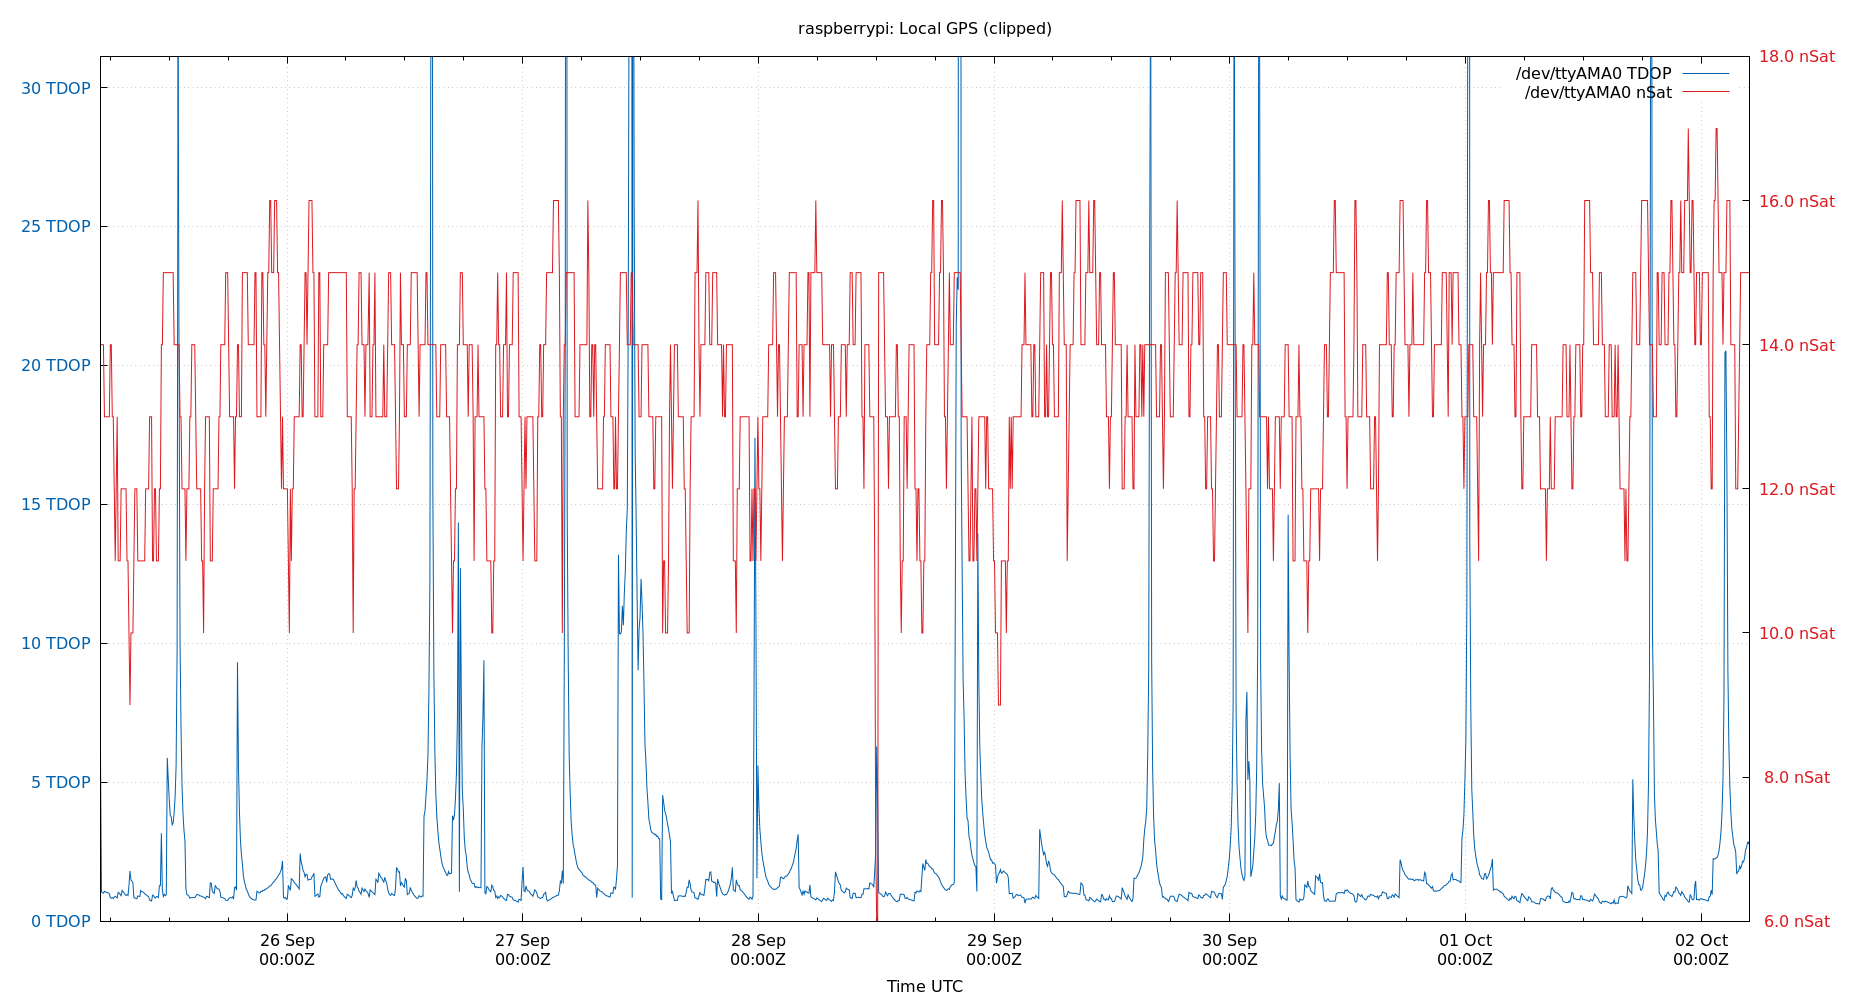 raspberrypi: Local GPS (clipped)
30 TDOP
25 TDOP
20 TDOP
15 TDOP
10 TDOP
5 TDOP
0 TDOP
18.0 nSat
16.0 nSat
14.0 nSat
12.0 nSat
10.0 nSat
8.0 nSat
6.0 nSat
/dev/ttyAMA0 TDOP
/dev/ttyAMA0 nSat
26 Sep
00:00Z
27 Sep
00:00Z
28 Sep
00:00Z
29 Sep
00:00Z
30 Sep
00:00Z
01 Oct
00:00Z
02 Oct
00:00Z
Time UTC